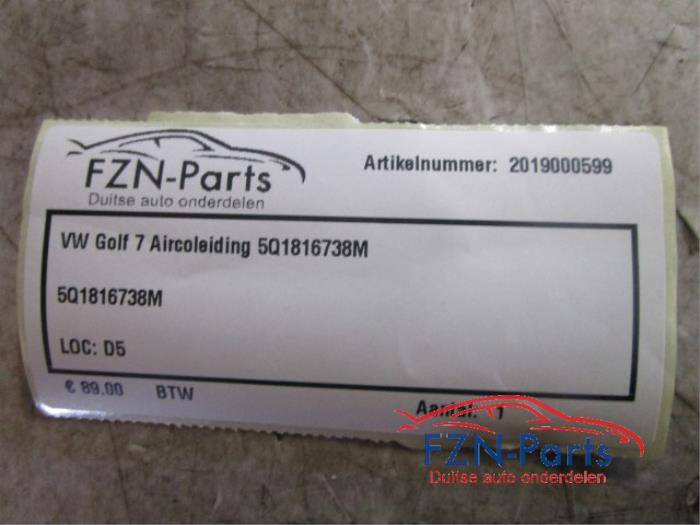 FZN-Parts
Duitse auto onderdelen
Artikelnummer: 2019000599
VW Golf 7 Aircoleiding 5Q1816738M
5Q1816738M
LOC: D5
€ 89.00 BTW
Aantal: 1
FZN-Parts
Duitse auto onderdelen